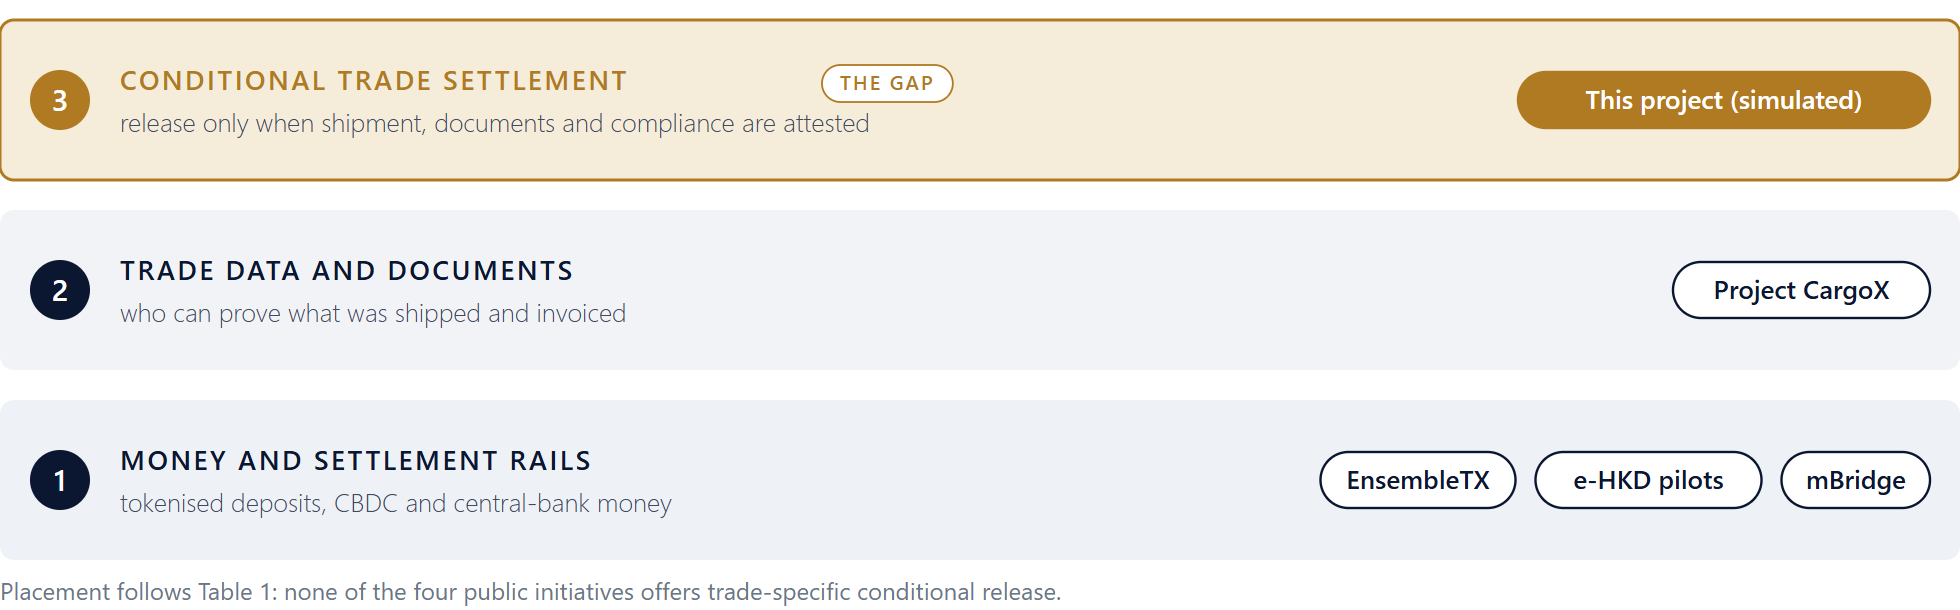 CONDITIONAL TRADE SETTLEMENT
THE GAP
3
This project (simulated)
release only when shipment, documents and compliance are attested
TRADE DATA AND DOCUMENTS
2
Project CargoX
who can prove what was shipped and invoiced
MONEY AND SETTLEMENT RAILS
1
EnsembleTX
e-HKD pilots
mBridge
tokenised deposits, CBDC and central-bank money
Placement follows Table 1: none of the four public initiatives offers trade-specific conditional release.